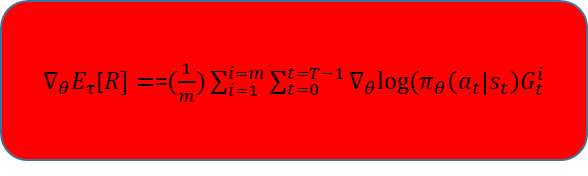 ∇θEτ[R] ==(1/m) ∑_{i=1}^{i=m} ∑_{t=0}^{t=T−1} ∇θlog(πθ(at|st)G_t^i